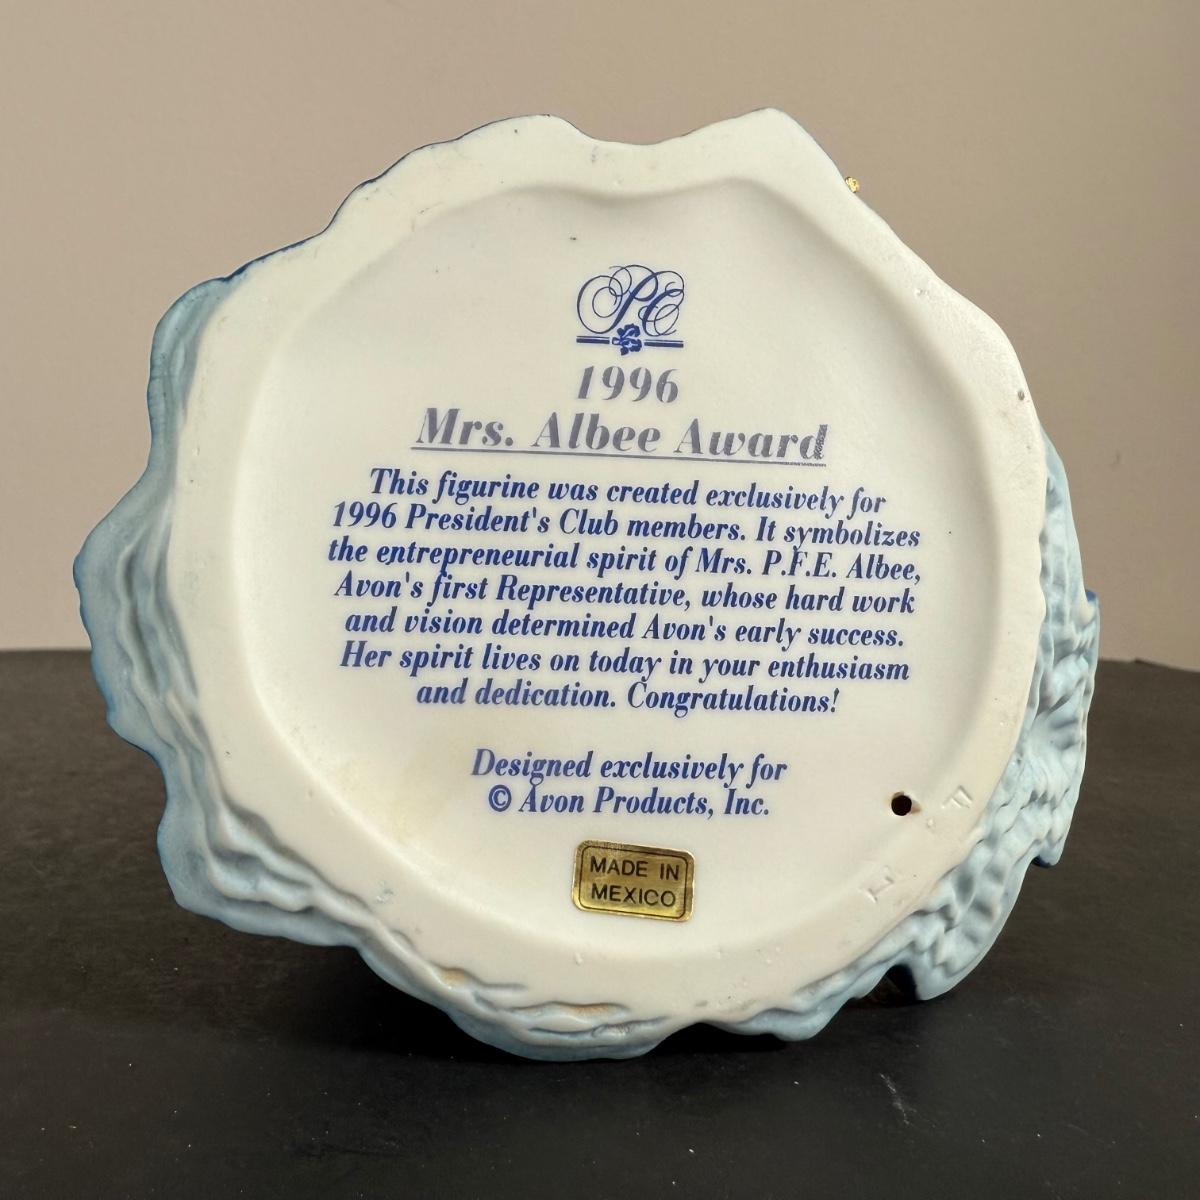 PC
1996
Mrs. Albee Award
This figurine was created exclusively for
1996 President's Club members. It symbolizes
the entrepreneurial spirit of Mrs. P.F.E. Albee,
Avon's first Representative, whose hard work
and vision determined Avon's early success.
Her spirit lives on today in your enthusiasm
and dedication. Congratulations!
Designed exclusively for
© Avon Products, Inc.
MADE IN
MEXICO